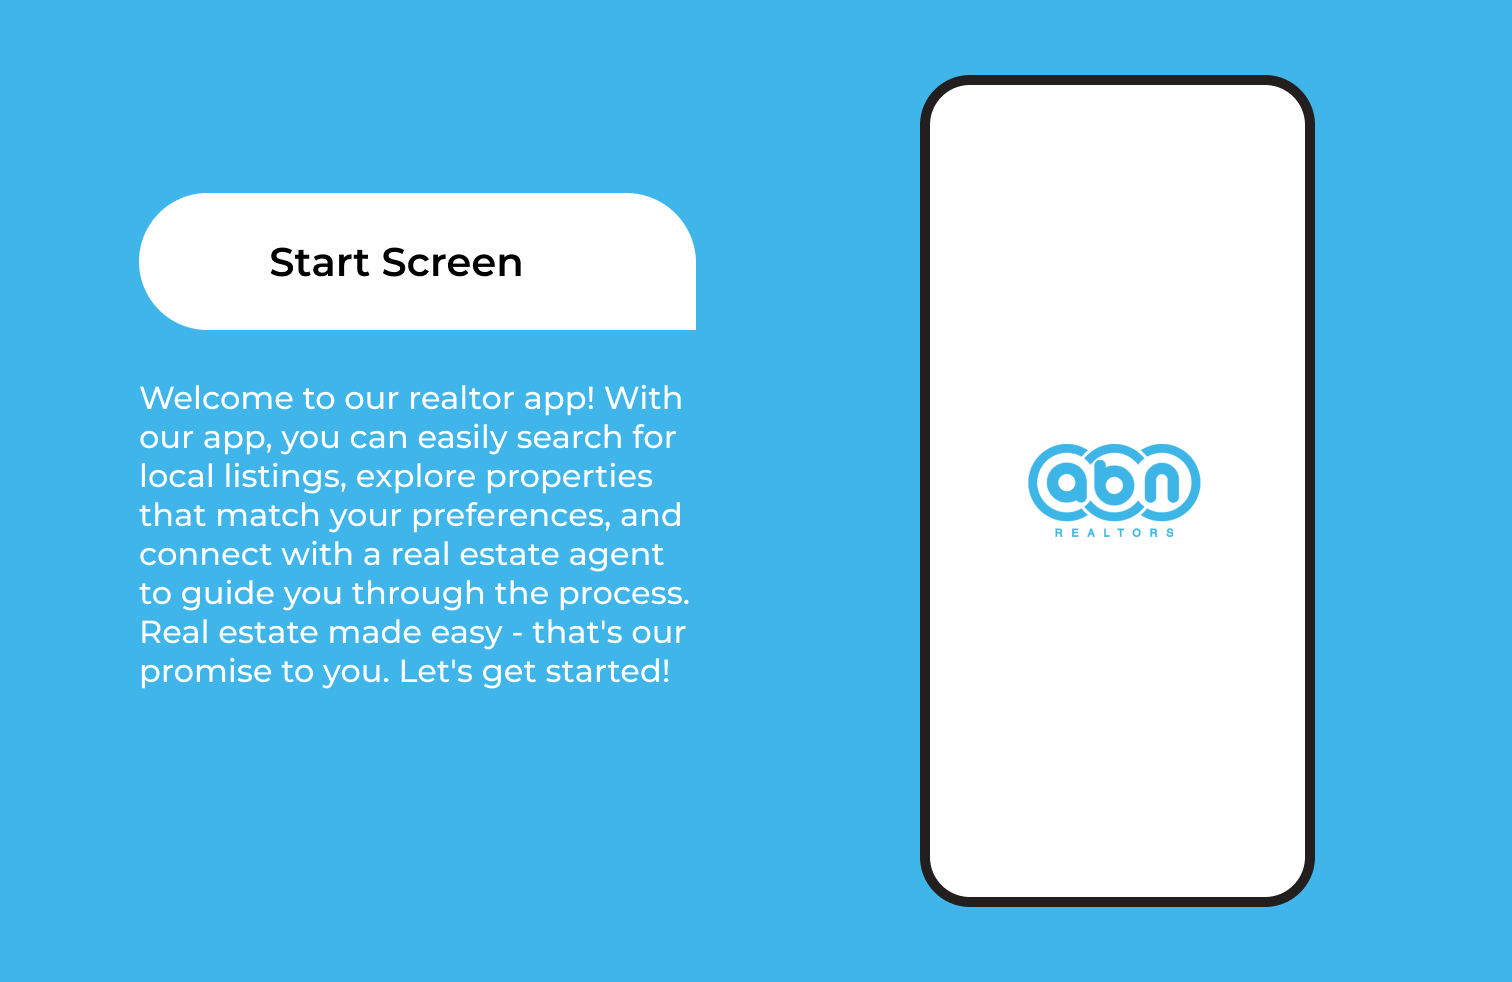 Start Screen
Welcome to our realtor app! With
our app, you can easily search for
local listings, explore properties
that match your preferences, and
connect with a real estate agent
to guide you through the process.
Real estate made easy - that's our
promise to you. Let's get started!
abn
REALTORS